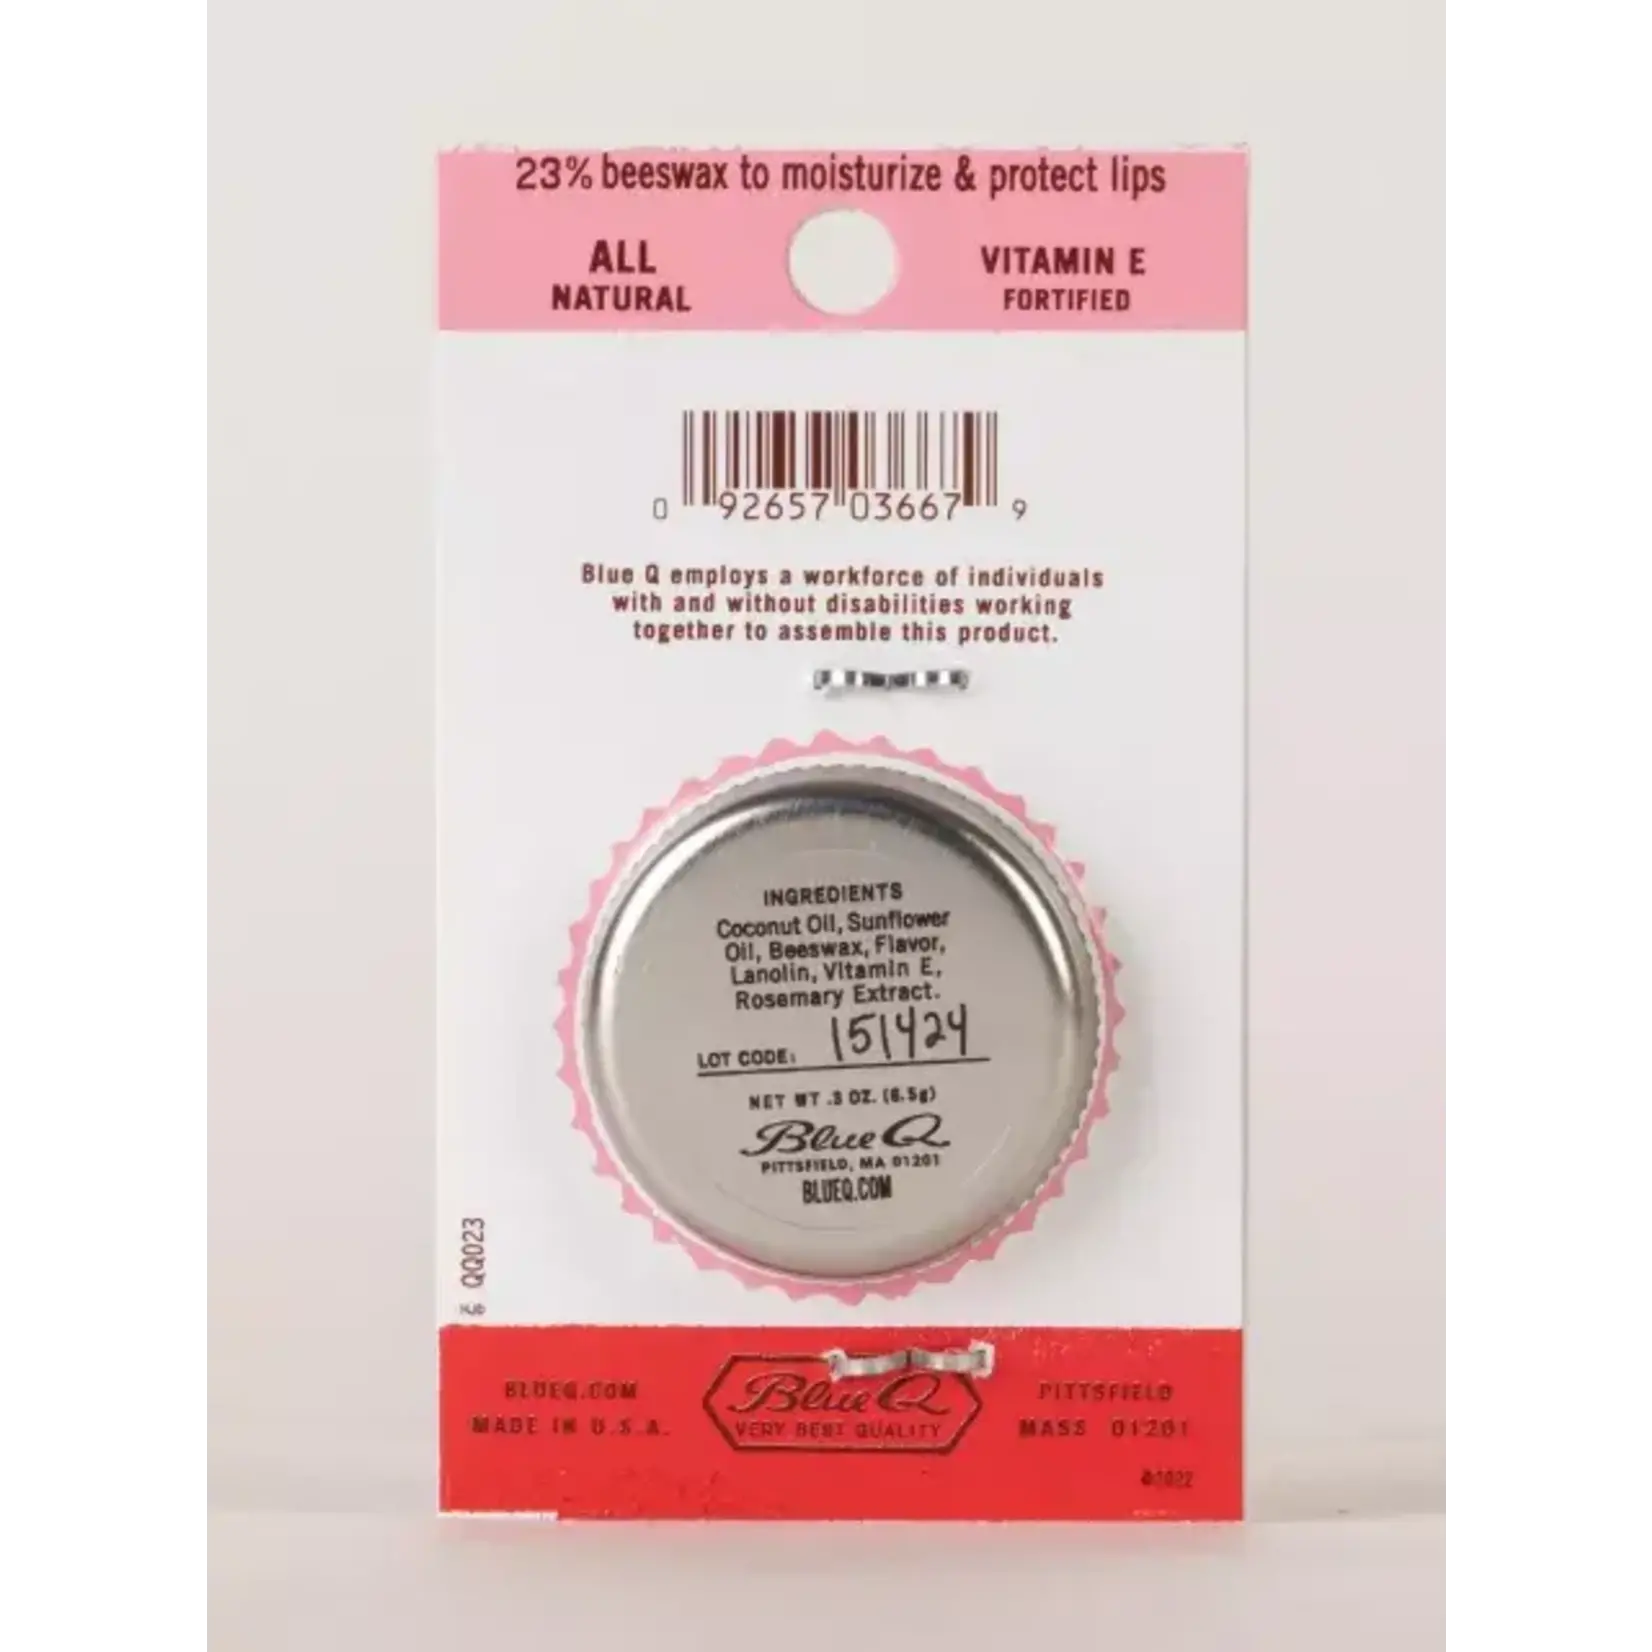 23% beeswax to moisturize & protect lips
ALL
NATURAL
VITAMIN E
FORTIFIED
0 92657 03667 9
Blue Q employs a workforce of individuals
with and without disabilities working
together to assemble this product.
INGREDIENTS
Coconut Oil, Sunflower
Oil, Beeswax, Flavor,
Lanolin, Vitamin E,
Rosemary Extract.
LOT CODE: 151424
NET WT .3 OZ. (8.5g)
Blue Q
PITTSFIELD, MA 01201
BLUEQ.COM
QQ023
BLUEQ.COM
MADE IN U.S.A.
Blue Q
VERY BEST QUALITY
PITTSFIELD
MASS 01201